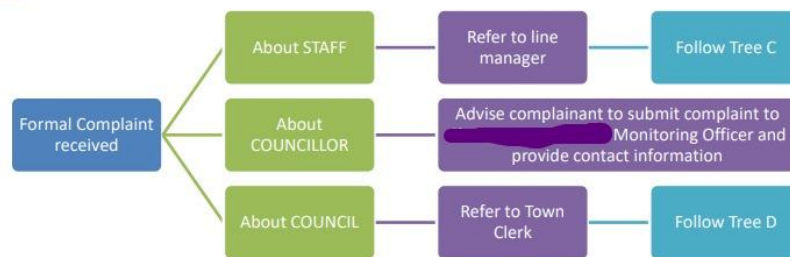 About STAFF
Refer to line
manager
Follow Tree C
Formal Complaint
received
About
COUNCILLOR
Advise complainant to submit complaint to
Monitoring Officer and
provide contact information
About COUNCIL
Refer to Town
Clerk
Follow Tree D